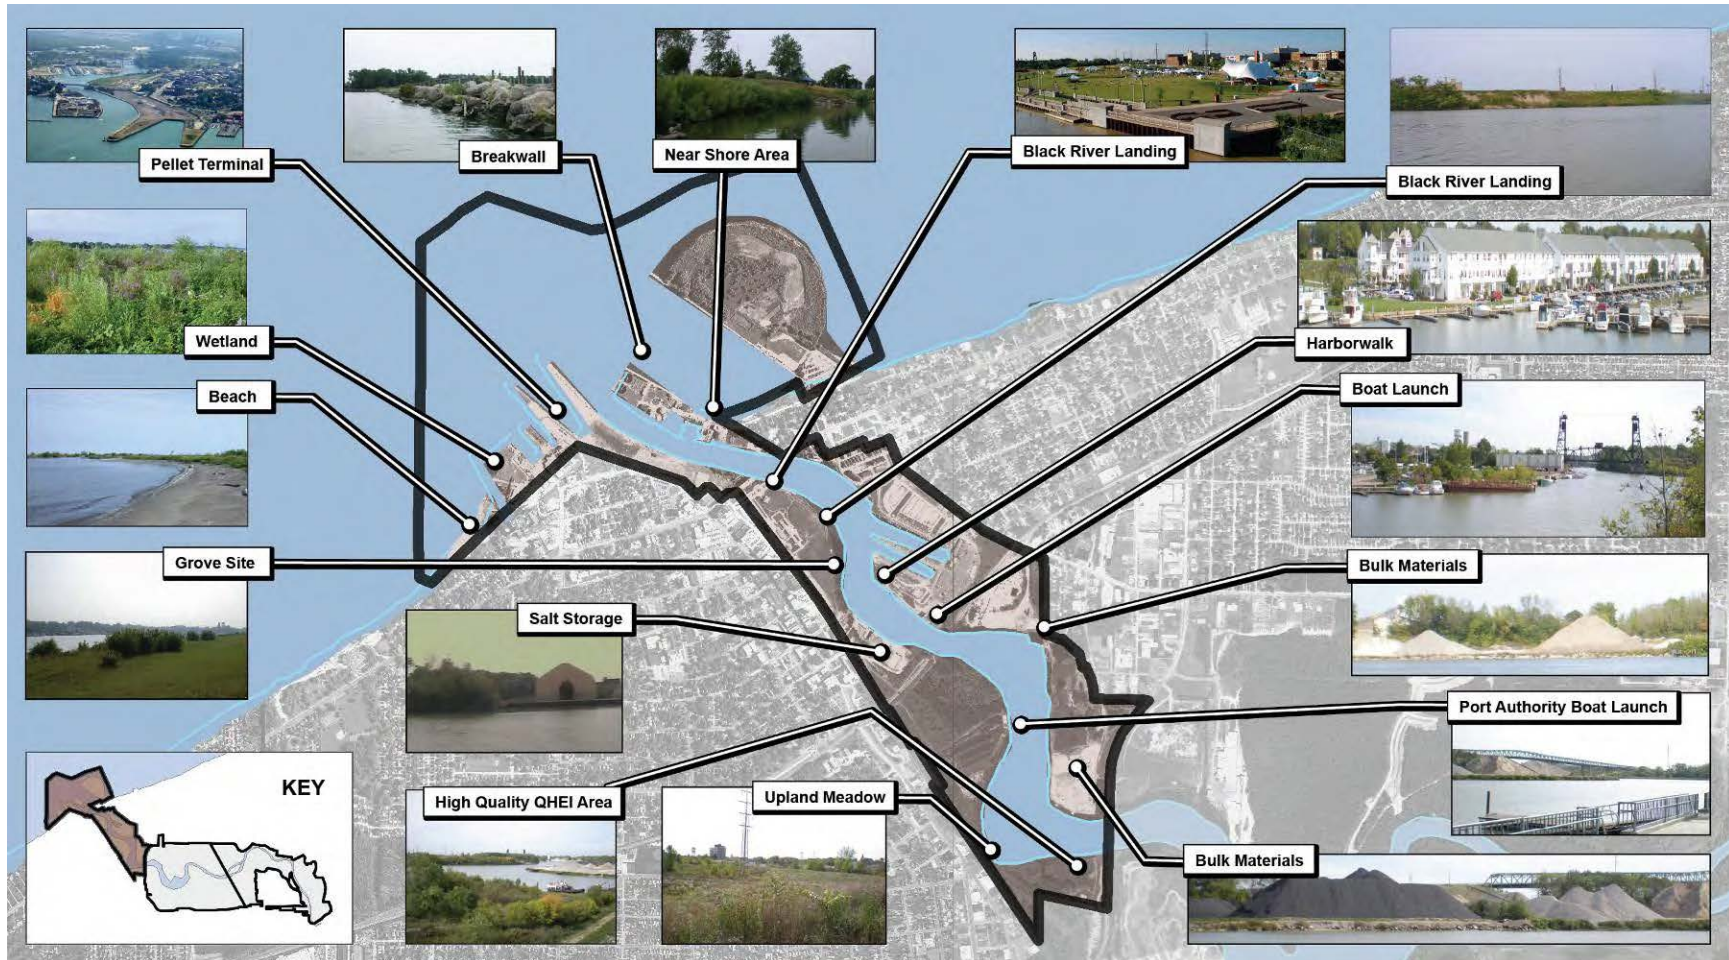 Pellet Terminal
Breakwall
Near Shore Area
Black River Landing
Black River Landing
Wetland
Harborwalk
Beach
Boat Launch
Grove Site
Bulk Materials
Salt Storage
Port Authority Boat Launch
KEY
High Quality QHEI Area
Upland Meadow
Bulk Materials